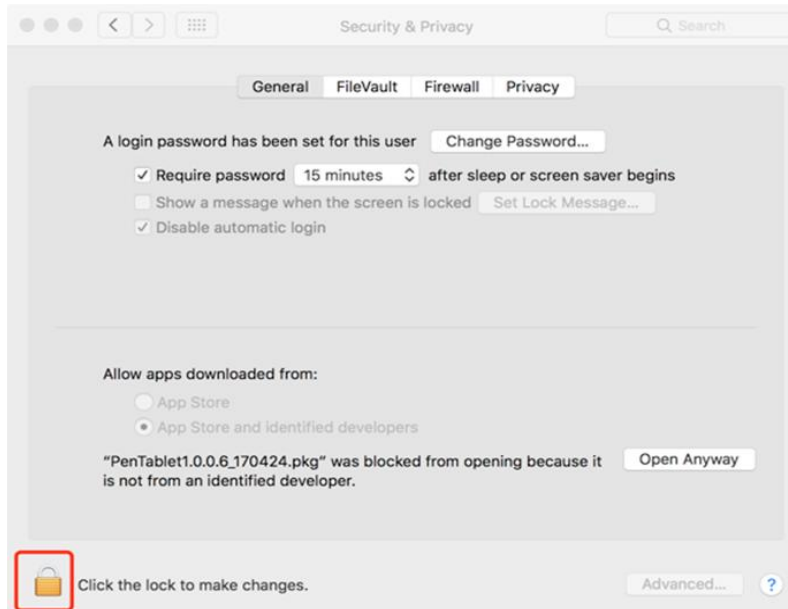 Security & Privacy
Search
General FileVault Firewall Privacy
A login password has been set for this user Change Password...
Require password 15 minutes after sleep or screen saver begins
Show a message when the screen is locked Set Lock Message...
Disable automatic login
Allow apps downloaded from:
App Store
App Store and identified developers
“PenTablet1.0.0.6_170424.pkg” was blocked from opening because it Open Anyway
is not from an identified developer.
Click the lock to make changes.
Advanced... ?